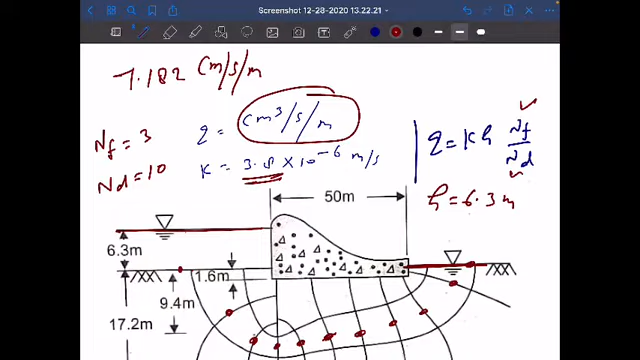 Screenshot 12-28-2020 13.22.21
7.182 cm/s/m
Nf = 3
Nd = 10
q = cm³/s/m
K = 3.8 × 10⁻⁶ m/s
q = K h Nf/Nd
h = 6.3 m
50m
6.3m
1.6m
9.4m
17.2m